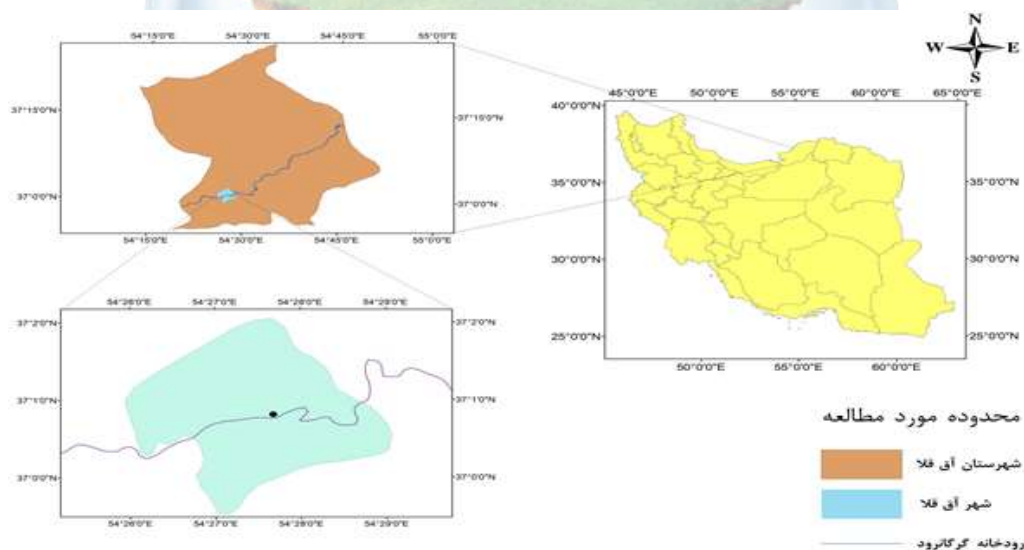 54°15'0"E 54°30'0"E 54°45'0"E 55°0'0"E
37°15'0"N 37°15'0"N
37°0'0"N 37°0'0"N
54°15'0"E 54°30'0"E 54°45'0"E 55°0'0"E
N
W E
S
45°0'0"E 50°0'0"E 55°0'0"E 60°0'0"E 65°0'0"E
40°0'0"N
35°0'0"N 35°0'0"N
30°0'0"N 30°0'0"N
25°0'0"N 25°0'0"N
50°0'0"E 55°0'0"E 60°0'0"E
54°26'0"E 54°27'0"E 54°28'0"E 54°29'0"E
37°2'0"N 37°2'0"N
37°1'0"N 37°1'0"N
37°0'0"N 37°0'0"N
54°26'0"E 54°27'0"E 54°28'0"E 54°29'0"E
محدوده مورد مطالعه
شهرستان آق قلا
شهر آق قلا
رودخانه گرگانرود